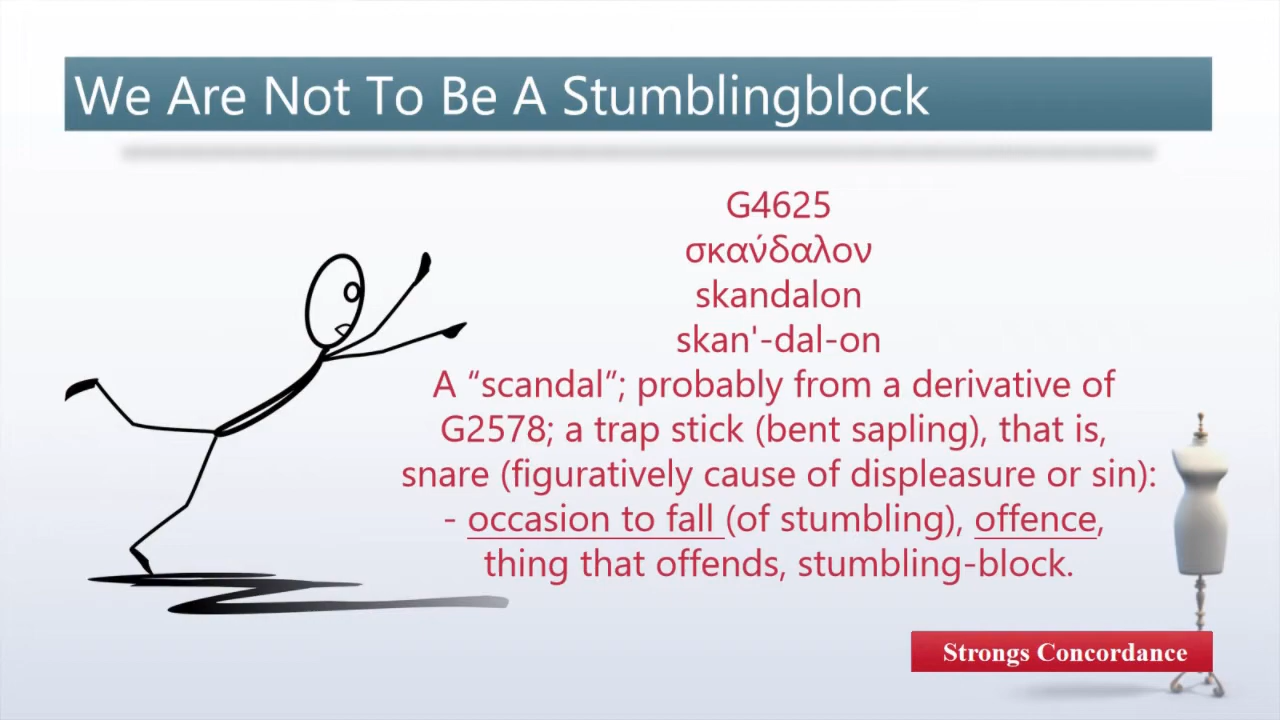 We Are Not To Be A Stumblingblock
G4625
σκανδαλον
skandalon
skan'-dal-on
A “scandal”; probably from a derivative of
G2578; a trap stick (bent sapling), that is,
snare (figuratively cause of displeasure or sin):
- occasion to fall (of stumbling), offence,
thing that offends, stumbling-block.
Strongs Concordance